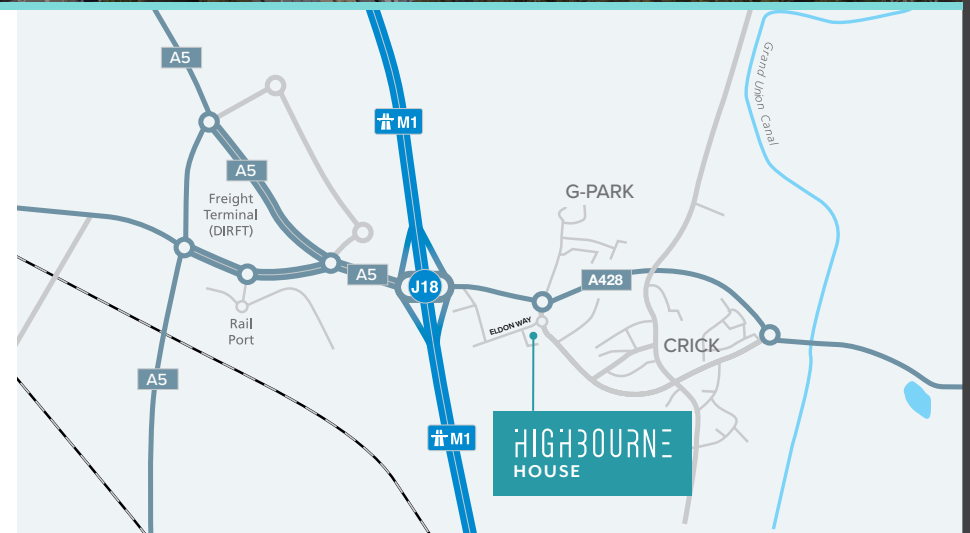 A5
Grand Union Canal
M1
A5
G-PARK
Freight
Terminal
(DIRFT)
A5
J18
A428
ELDON WAY
Rail
Port
CRICK
A5
M1
HIGHBOURNE
HOUSE